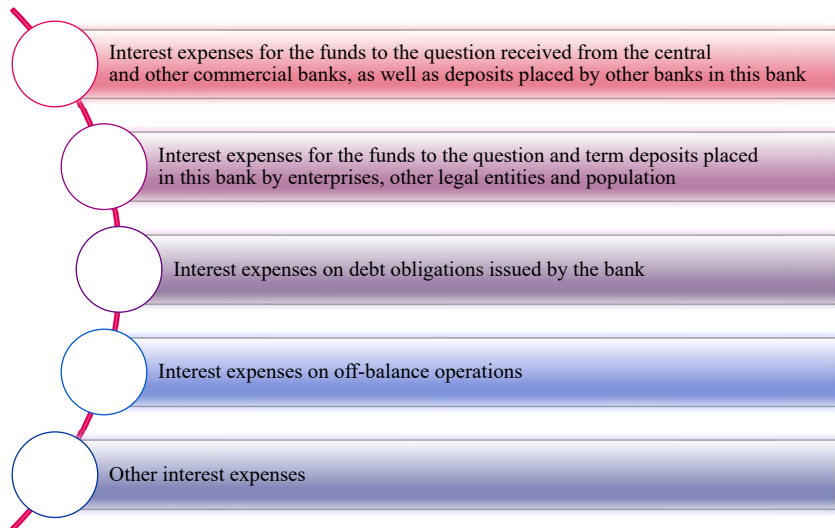 Interest expenses for the funds to the question received from the central
and other commercial banks, as well as deposits placed by other banks in this bank
Interest expenses for the funds to the question and term deposits placed
in this bank by enterprises, other legal entities and population
Interest expenses on debt obligations issued by the bank
Interest expenses on off-balance operations
Other interest expenses